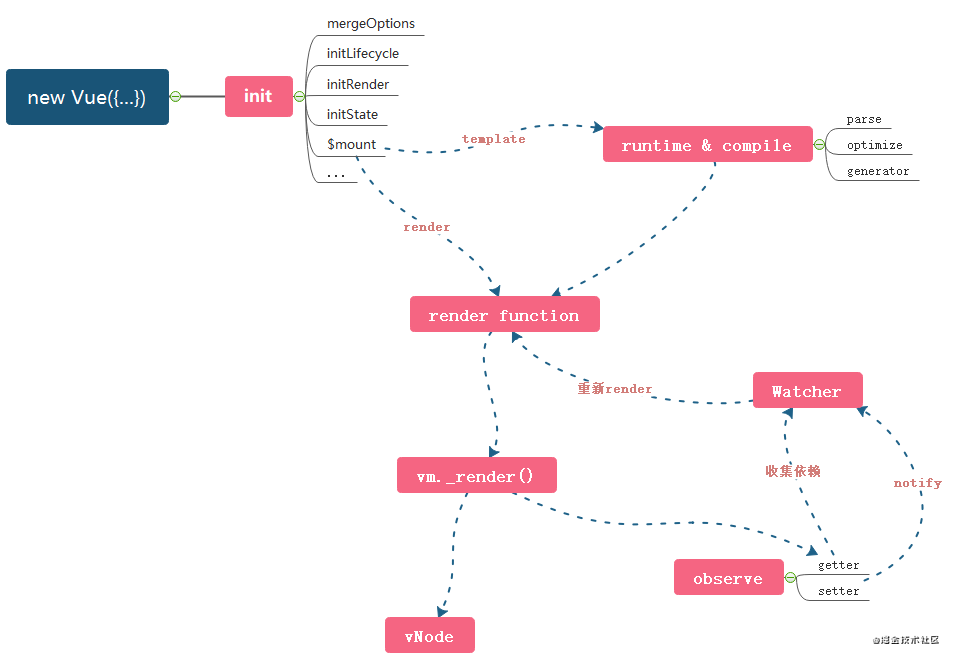 mergeOptions
initLifecycle
new Vue({...})
init
initRender
initState
$mount
...
template
runtime & compile
parse
optimize
generator
render
render function
重新render
Watcher
收集依赖
notify
vm._render()
getter
observe
setter
vNode
@掘金技术社区